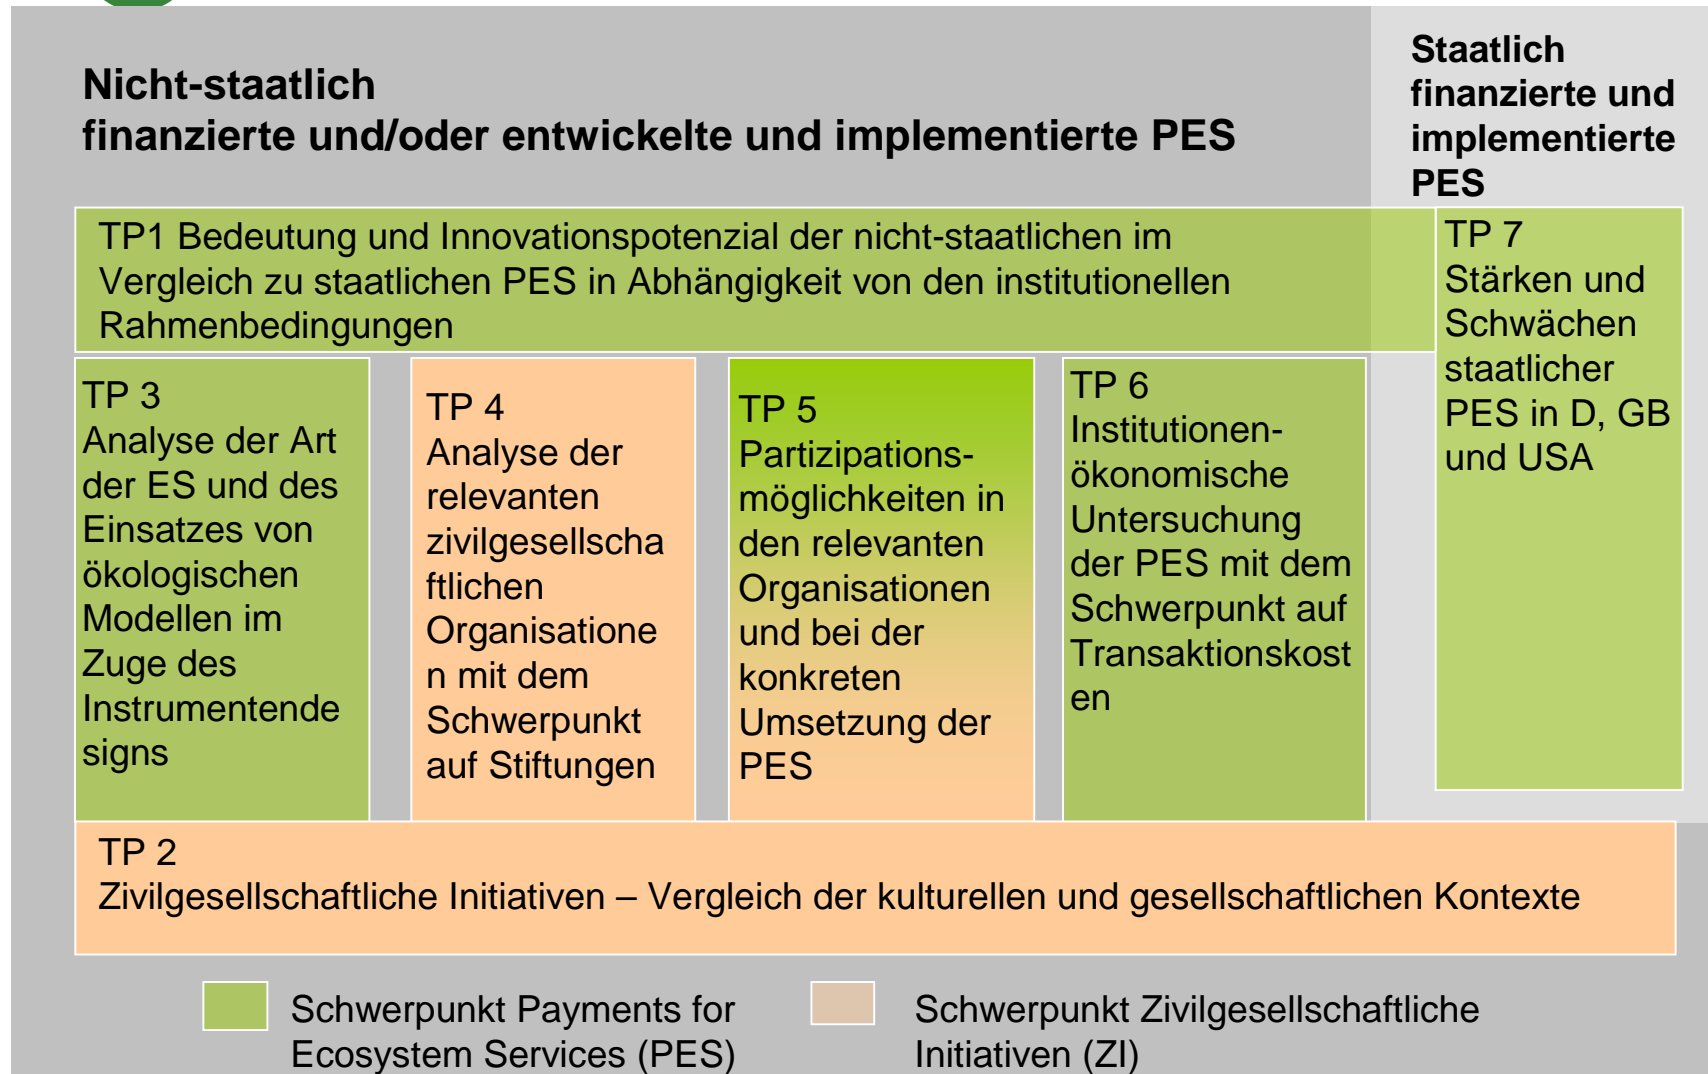 Nicht-staatlich
finanzierte und/oder entwickelte und implementierte PES
Staatlich
finanzierte und
implementierte
PES
TP1 Bedeutung und Innovationspotenzial der nicht-staatlichen im
Vergleich zu staatlichen PES in Abhängigkeit von den institutionellen
Rahmenbedingungen
TP 7
Stärken und
Schwächen
staatlicher
PES in D, GB
und USA
TP 3
Analyse der Art
der ES und des
Einsatzes von
ökologischen
Modellen im
Zuge des
Instrumentende
signs
TP 4
Analyse der
relevanten
zivilgesellscha
ftlichen
Organisatione
n mit dem
Schwerpunkt
auf Stiftungen
TP 5
Partizipations-
möglichkeiten in
den relevanten
Organisationen
und bei der
konkreten
Umsetzung der
PES
TP 6
Institutionen-
ökonomische
Untersuchung
der PES mit dem
Schwerpunkt auf
Transaktionskost
en
TP 2
Zivilgesellschaftliche Initiativen – Vergleich der kulturellen und gesellschaftlichen Kontexte
Schwerpunkt Payments for
Ecosystem Services (PES)
Schwerpunkt Zivilgesellschaftliche
Initiativen (ZI)